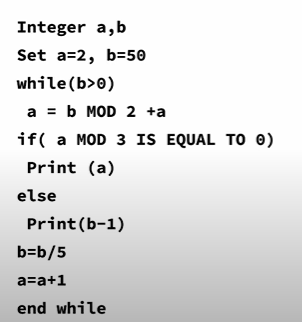 Integer a,b
Set a=2, b=50
while(b>0)
a = b MOD 2 +a
if( a MOD 3 IS EQUAL TO 0)
Print (a)
else
Print(b-1)
b=b/5
a=a+1
end while